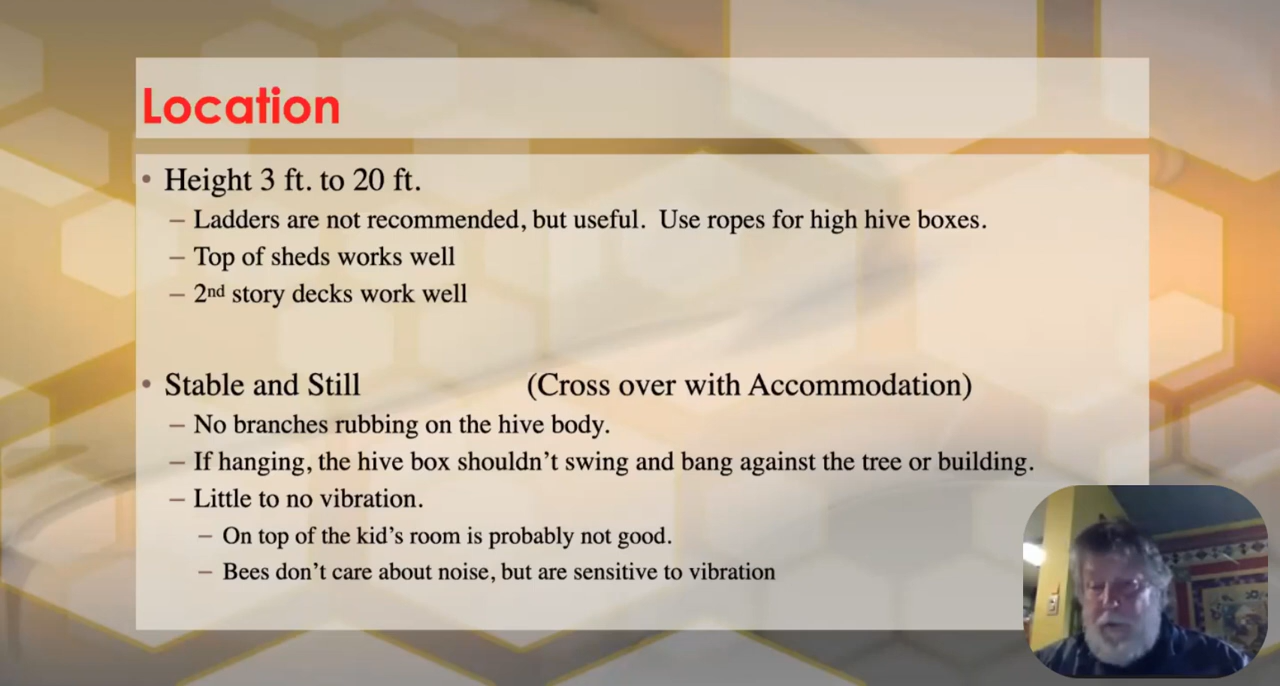 Location
• Height 3 ft. to 20 ft.
– Ladders are not recommended, but useful.  Use ropes for high hive boxes.
– Top of sheds works well
– 2nd story decks work well
• Stable and Still (Cross over with Accommodation)
– No branches rubbing on the hive body.
– If hanging, the hive box shouldn’t swing and bang against the tree or building.
– Little to no vibration.
– On top of the kid’s room is probably not good.
– Bees don’t care about noise, but are sensitive to vibration